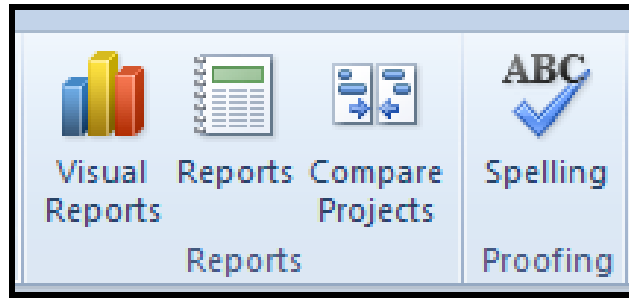 Visual
Reports
Reports
Compare
Projects
Reports
ABC
Spelling
Proofing